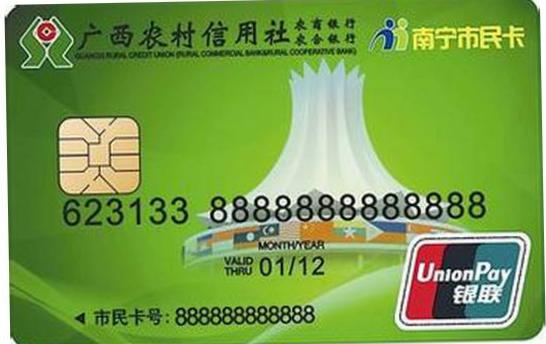 广西农村信用社 农商银行
农合银行
GUANGXI RURAL CREDIT UNION (RURAL COMMERCIAL BANK&RURAL COOPERATIVE BANK)
南宁市民卡
623133 8888888888888
MONTH/YEAR
VALID THRU 01/12
UnionPay
银联
市民卡号：888888888888